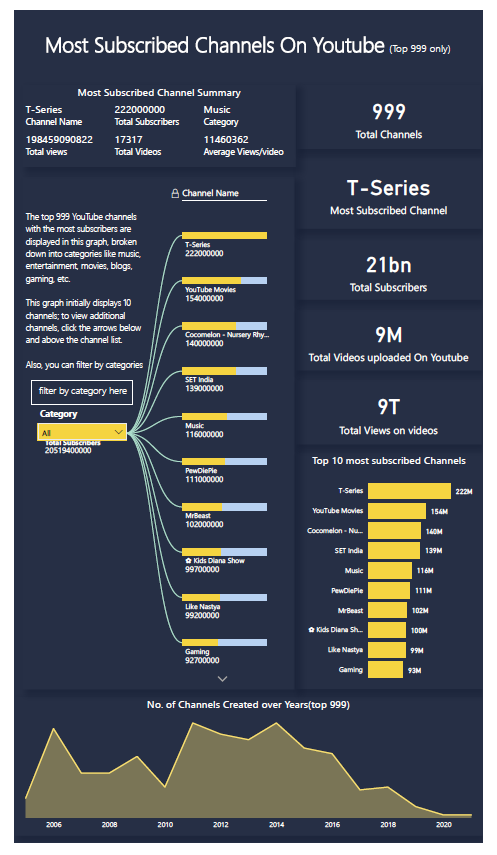 Most Subscribed Channels On Youtube (Top 999 only)
Most Subscribed Channel Summary
T-Series 222000000 Music
Channel Name Total Subscribers Category
198459090822 17317 11460362
Total views Total Videos Average Views/video
999
Total Channels
T-Series
Most Subscribed Channel
21bn
Total Subscribers
9M
Total Videos uploaded On Youtube
9T
Total Views on videos
The top 999 YouTube channels
with the most subscribers are
displayed in this graph, broken
down into categories like music,
entertainment, movies, blogs,
gaming, etc.
This graph initially displays 10
channels; to view additional
channels, click the arrows below
and above the channel list.
Also, you can filter by categories
filter by category here
Category
All
Total Subscribers
20519400000
Channel Name
T-Series
222000000
YouTube Movies
154000000
Cocomelon - Nursery Rhy...
140000000
SET India
139000000
Music
116000000
PewDiePie
111000000
MrBeast
102000000
✿ Kids Diana Show
99700000
Like Nastya
99200000
Gaming
92700000
Top 10 most subscribed Channels
T-Series 222M
YouTube Movies 154M
Cocomelon - Nu... 140M
SET India 139M
Music 116M
PewDiePie 111M
MrBeast 102M
✿ Kids Diana Sh... 100M
Like Nastya 99M
Gaming 93M
No. of Channels Created over Years(top 999)
2006 2008 2010 2012 2014 2016 2018 2020